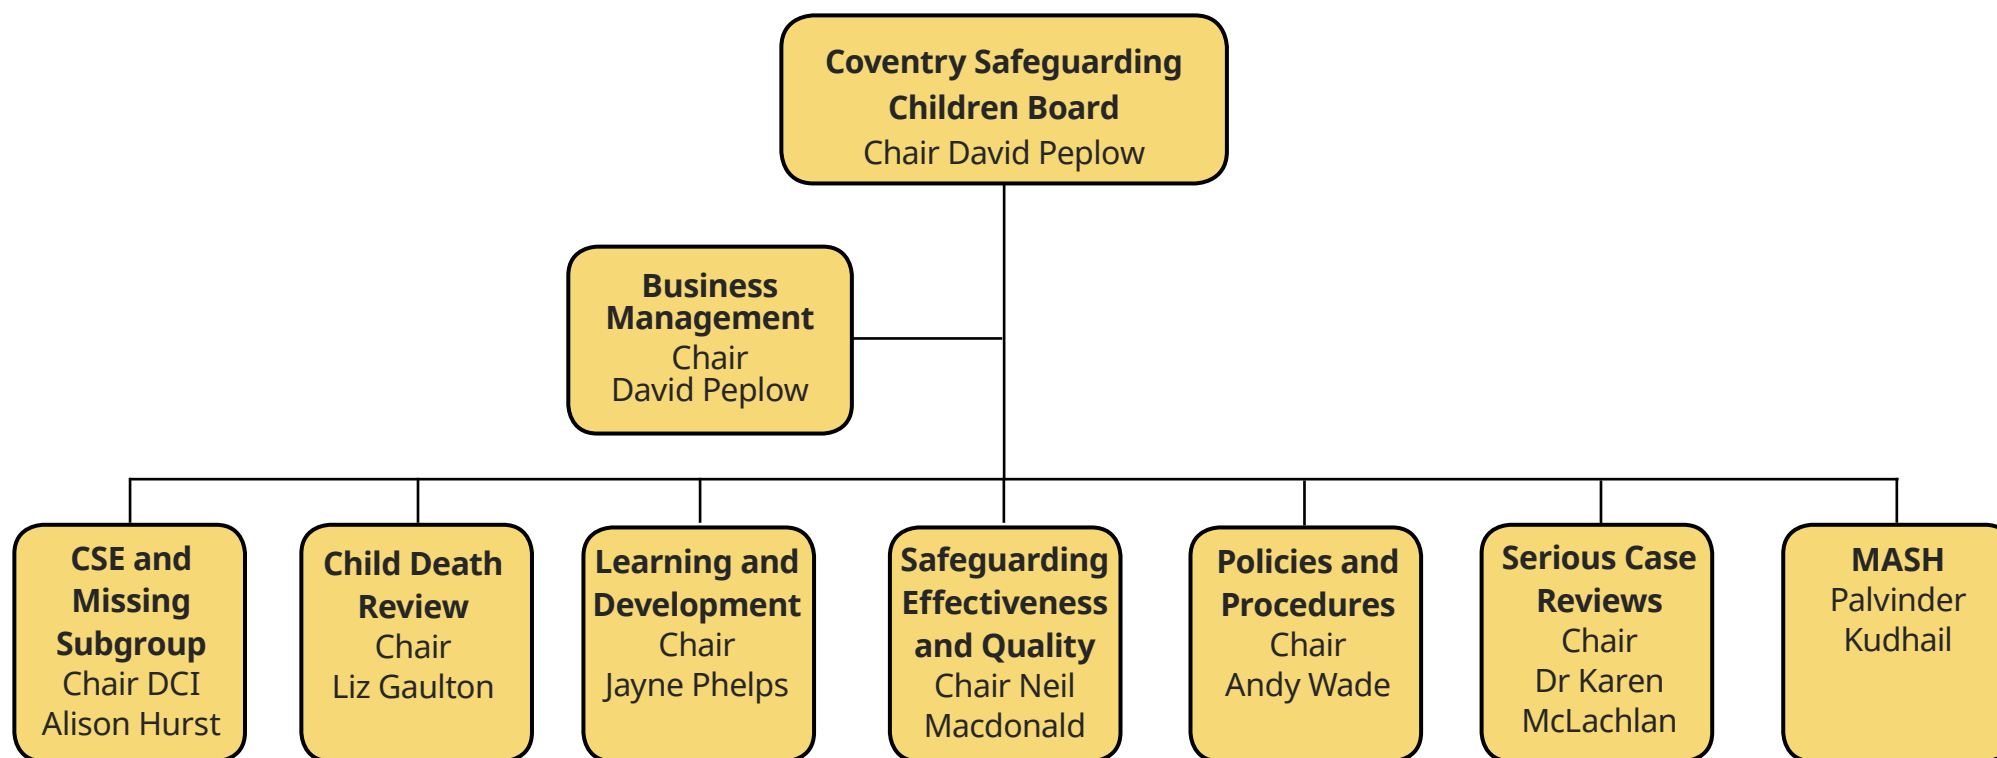 Coventry Safeguarding
Children Board
Chair David Peplow
Business
Management
Chair
David Peplow
CSE and
Missing
Subgroup
Chair DCI
Alison Hurst
Child Death
Review
Chair
Liz Gaulton
Learning and
Development
Chair
Jayne Phelps
Safeguarding
Effectiveness
and Quality
Chair Neil
Macdonald
Policies and
Procedures
Chair
Andy Wade
Serious Case
Reviews
Chair
Dr Karen
McLachlan
MASH
Palvinder
Kudhail